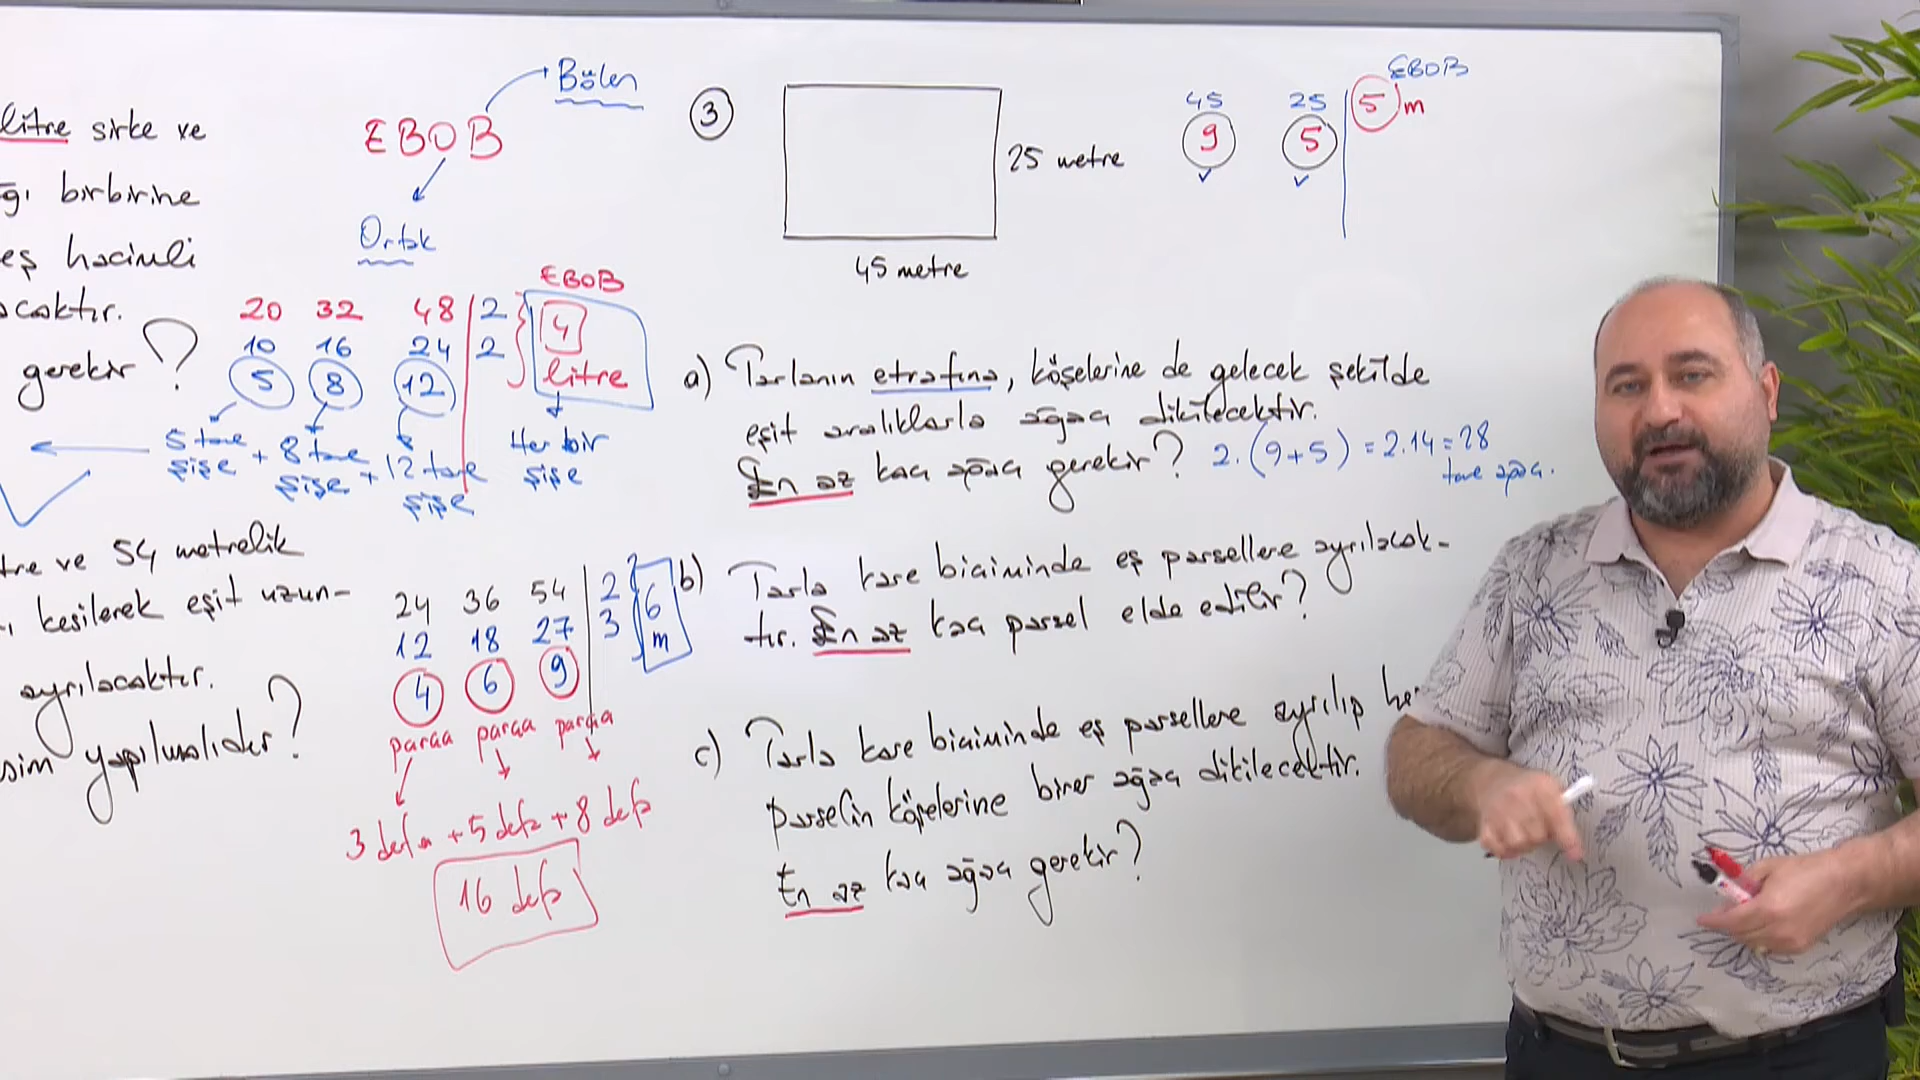 litre sirke ve
birbirine
eş hacimli
caktır.
gerekir ?
EBOB
Bölen
Ortak
20 32 48 2
10 16 24 2
5 8 12
EBOB
4
litre
5 tane şişe + 8 tane şişe + 12 tane şişe
Her bir şişe
tre ve 54 metrelik
ı kesilerek eşit uzun-
ayrılacaktır.
sim yapılmalıdır?
24 36 54 2
12 18 27 3
4 6 9
6 m
parça parça parça
3 defa + 5 defa + 8 defa
16 defa
3
25 metre
45 metre
EBOB
45 25 5 m
9 5
a) Tarlanın etrafına, köşelerine de gelecek şekilde
eşit aralıklarla ağaç dikilecektir.
En az kaç ağaç gerekir? 2.(9+5) = 2.14 = 28
tane ağaç.
b) Tarla kare biçiminde eş parsellere ayrılacak-
tır. En az kaç parsel elde edilir?
c) Tarla kare biçiminde eş parsellere ayrılıp he
parselin köşelerine birer ağaç dikilecektir.
En az kaç ağaç gerekir?